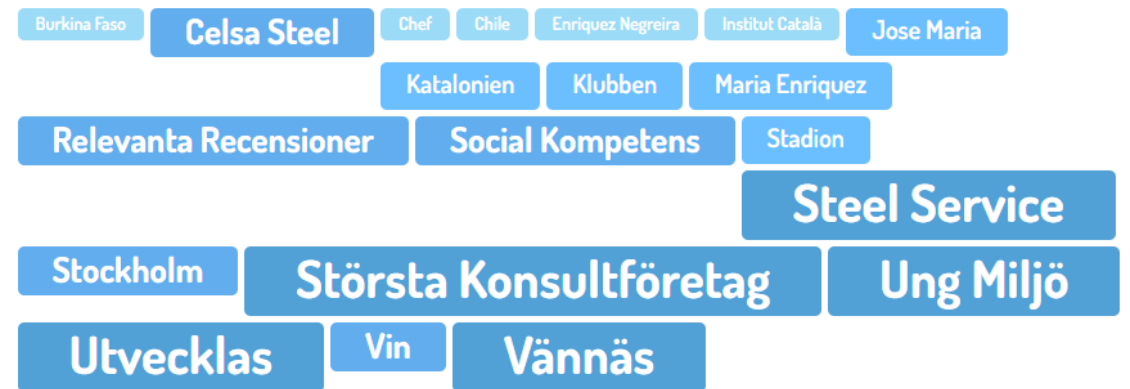 Burkina Faso Celsa Steel Chef Chile Enriquez Negreira Institut Català Jose Maria
Katalonien Klubben Maria Enriquez
Relevanta Recensioner Social Kompetens Stadion
Steel Service
Stockholm Största Konsultföretag Ung Miljö
Utvecklas Vin Vännäs